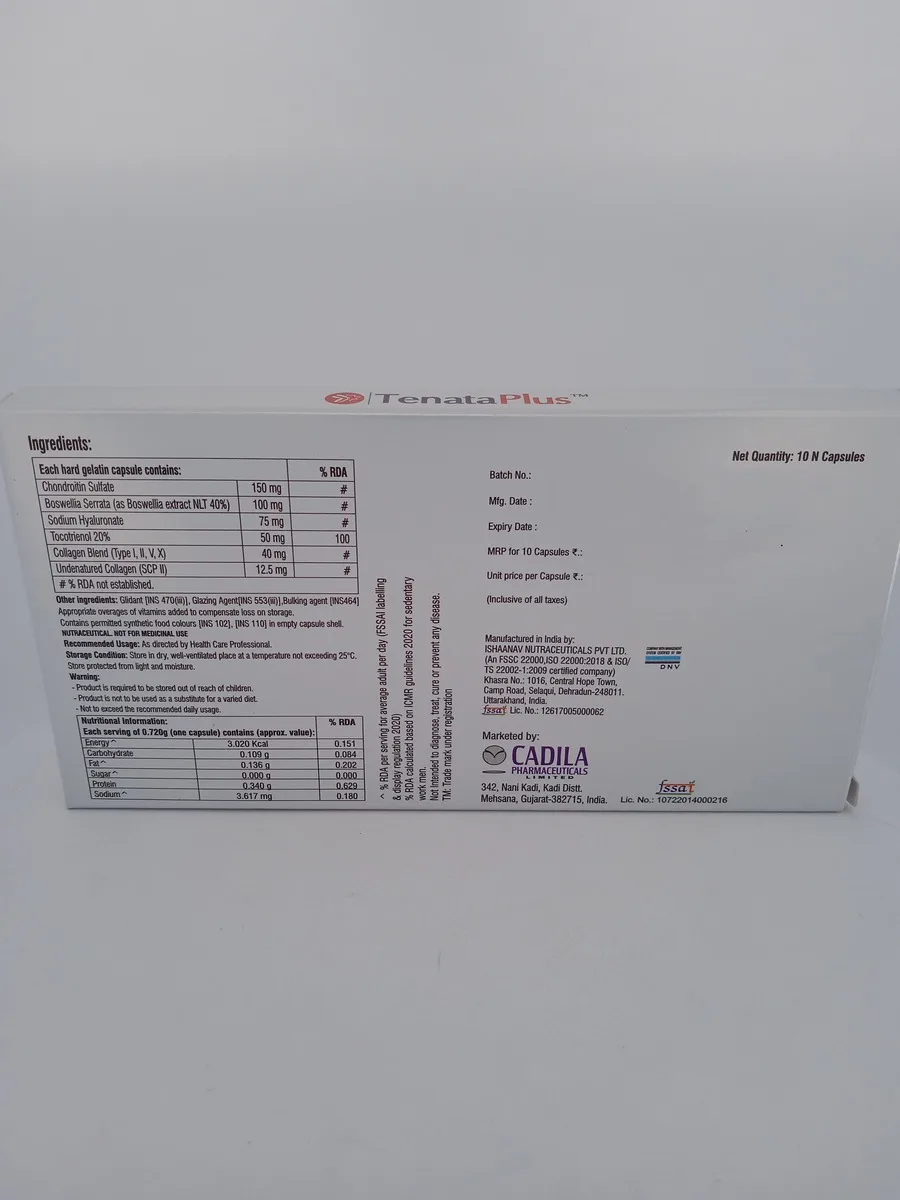 TenataPlus™
Ingredients:
Each hard gelatin capsule contains: % RDA
Chondroitin Sulfate 150 mg #
Boswellia Serrata (as Boswellia extract NLT 40%) 100 mg #
Sodium Hyaluronate 75 mg #
Tocotrienol 20% 50 mg 100
Collagen Blend (Type I, II, V, X) 40 mg #
Undenatured Collagen (SCP II) 12.5 mg #
# % RDA not established.
Other ingredients: Glidant [INS 470(iii)], Glazing Agent[INS 553(iii)],Bulking agent [INS464]
Appropriate overages of vitamins added to compensate loss on storage.
Contains permitted synthetic food colours [INS 102], [INS 110] in empty capsule shell.
NUTRACEUTICAL. NOT FOR MEDICINAL USE
Recommended Usage: As directed by Health Care Professional.
Storage Condition: Store in dry, well-ventilated place at a temperature not exceeding 25°C.
Store protected from light and moisture.
Warning:
- Product is required to be stored out of reach of children.
- Product is not to be used as a substitute for a varied diet.
- Not to exceed the recommended daily usage.
Nutritional Information: % RDA
Each serving of 0.720g (one capsule) contains (approx. value):
Energy^ 3.020 Kcal 0.151
Carbohydrate 0.109 g 0.084
Fat^ 0.136 g 0.202
Sugar^ 0.000 g 0.000
Protein 0.340 g 0.629
Sodium^ 3.617 mg 0.180
^ % RDA per serving for average adult per day (FSSAI labelling
& display regulation 2020)
% RDA calculated based on ICMR guidelines 2020 for sedentary
work men.
Not Intended to diagnose, treat, cure or prevent any disease.
TM: Trade mark under registration
Net Quantity: 10 N Capsules
Batch No.:
Mfg. Date :
Expiry Date :
MRP for 10 Capsules ₹.:
Unit price per Capsule ₹.:
(Inclusive of all taxes)
Manufactured in India by:
ISHAANAV NUTRACEUTICALS PVT LTD.
(An FSSC 22000,ISO 22000:2018 & ISO/
TS 22002-1:2009 certified company)
Khasra No.: 1016, Central Hope Town,
Camp Road, Selaqui, Dehradun-248011.
Uttarakhand, India.
fssai Lic. No.: 12617005000062
DNV
Marketed by:
CADILA
PHARMACEUTICALS
LIMITED
342, Nani Kadi, Kadi Distt.
Mehsana, Gujarat-382715, India.
fssai
Lic. No.: 10722014000216